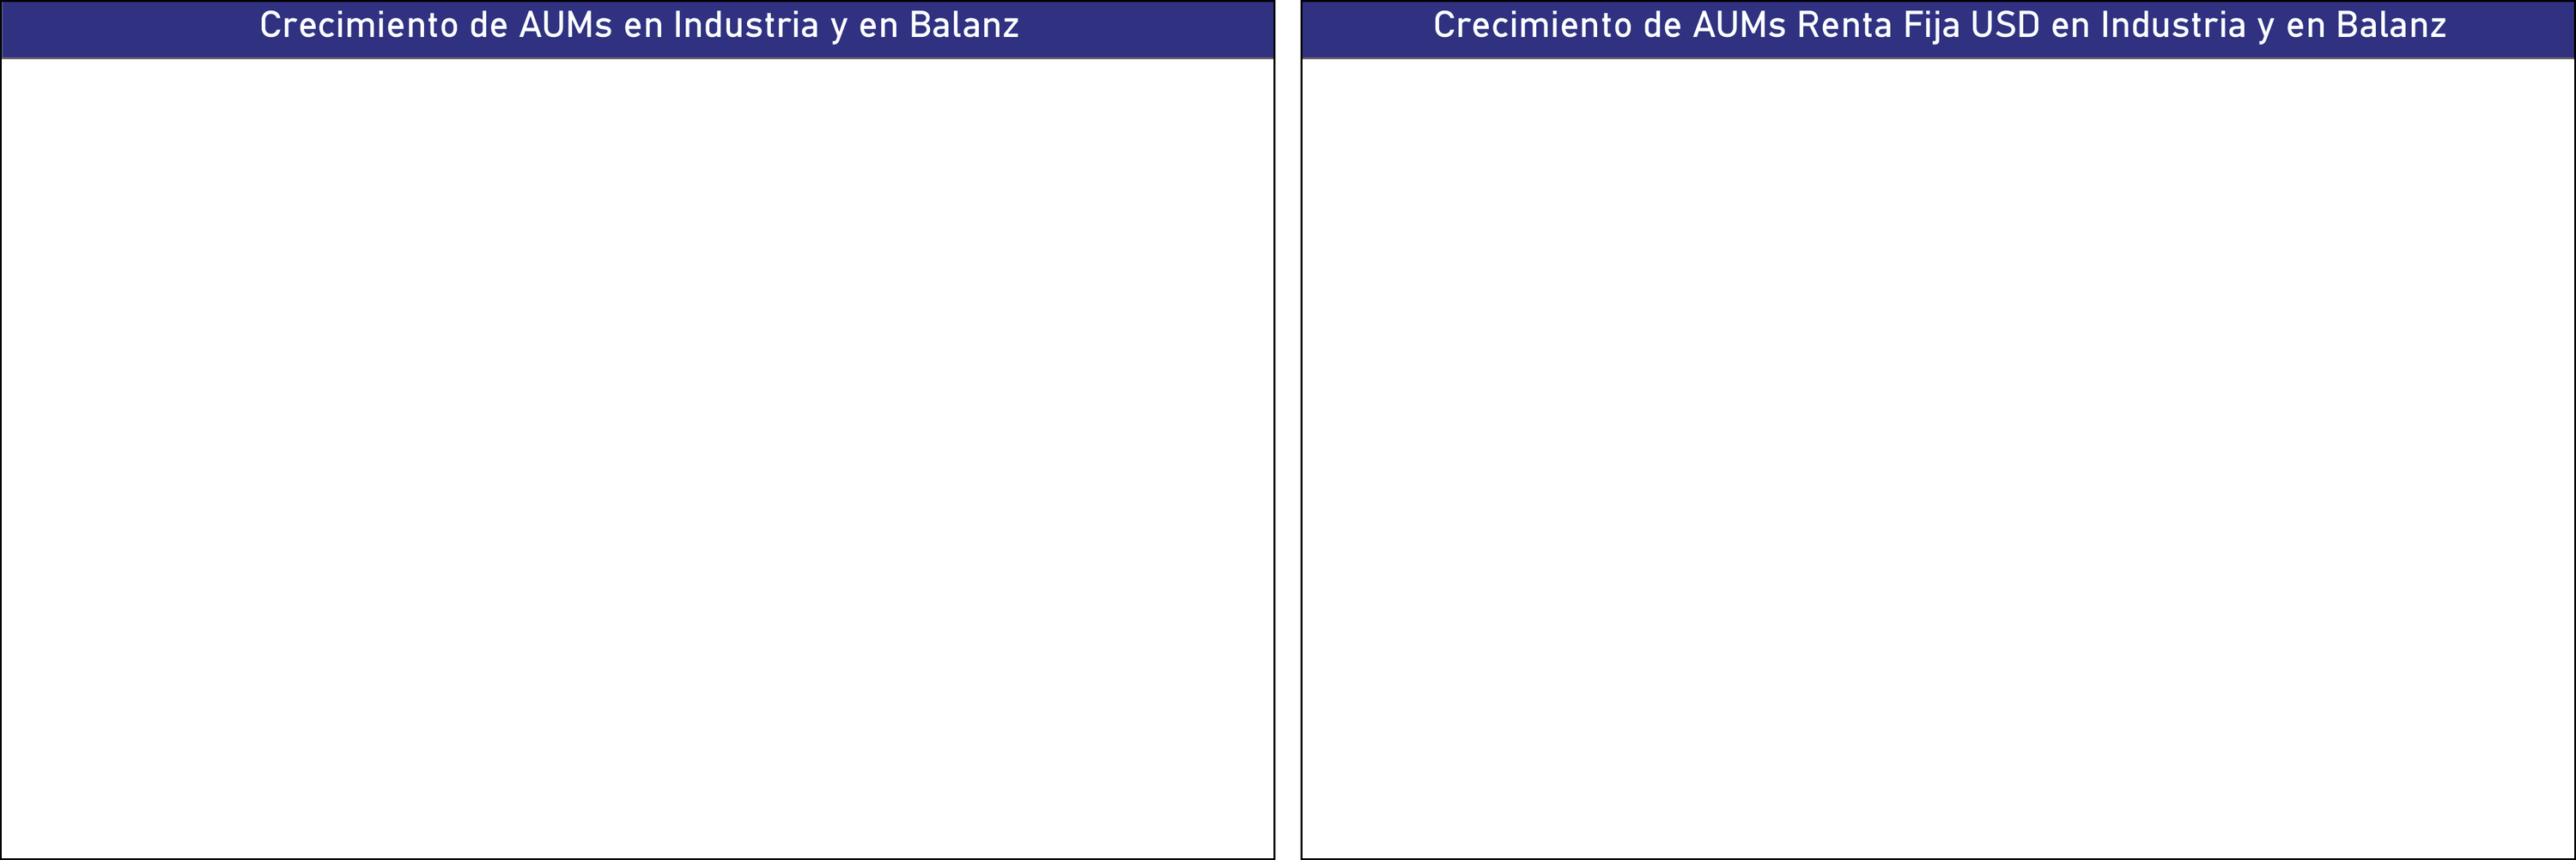 Crecimiento de AUMs en Industria y en Balanz
Crecimiento de AUMs Renta Fija USD en Industria y en Balanz